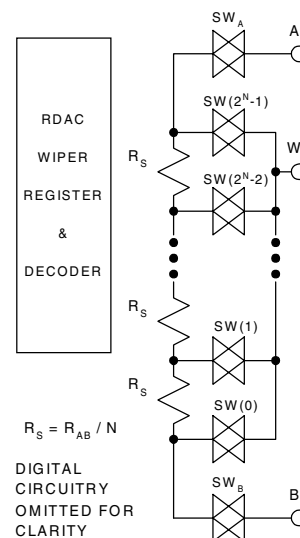 SW_A
A
RDAC
WIPER
REGISTER
&
DECODER
SW(2^N-1)
W
R_S
SW(2^N-2)
R_S
SW(1)
R_S
SW(0)
R_S = R_AB / N
DIGITAL
CIRCUITRY
OMITTED FOR
CLARITY
SW_B
B